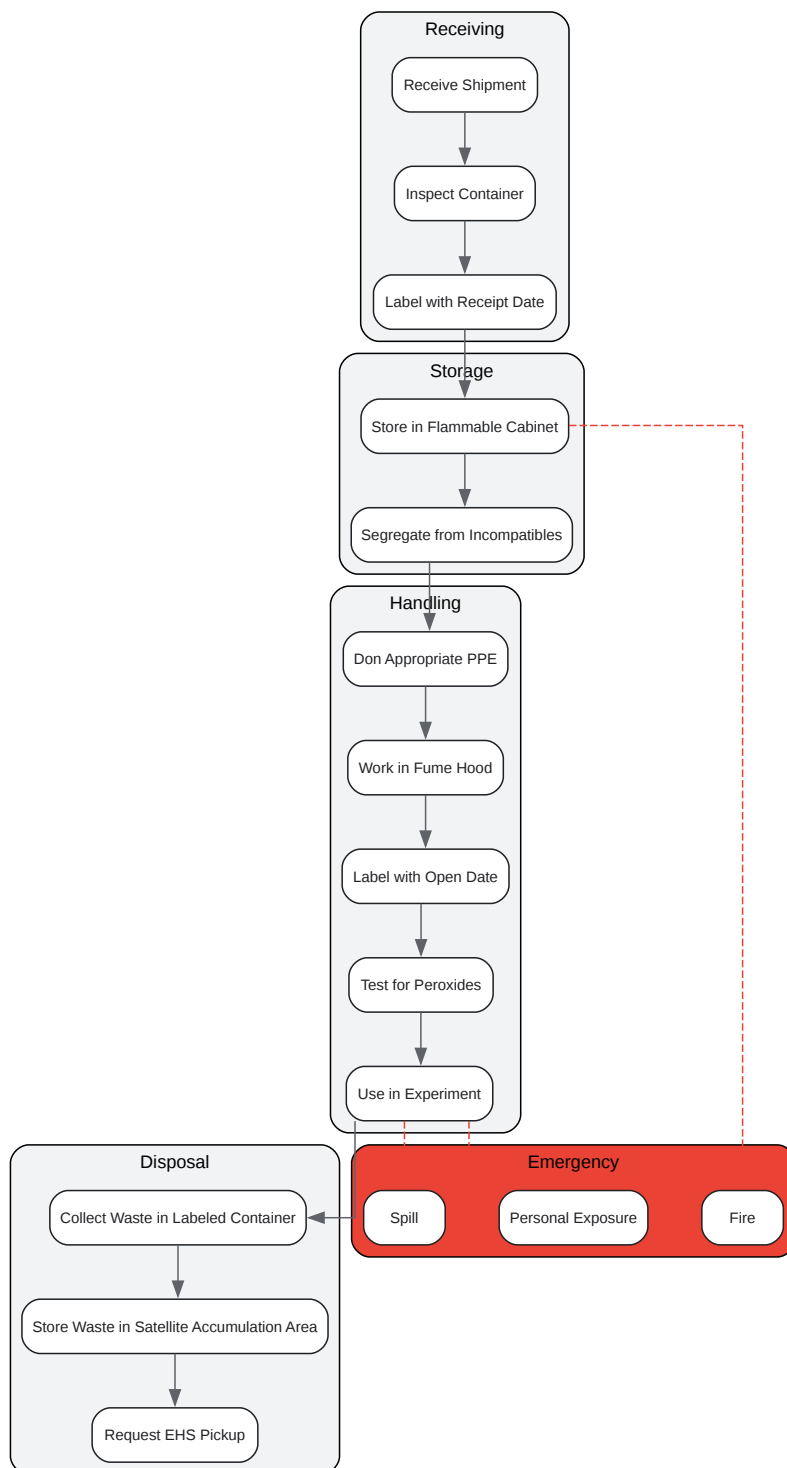 Receiving
Receive Shipment
Inspect Container
Label with Receipt Date
Storage
Store in Flammable Cabinet
Segregate from Incompatibles
Handling
Don Appropriate PPE
Work in Fume Hood
Label with Open Date
Test for Peroxides
Use in Experiment
Disposal
Collect Waste in Labeled Container
Store Waste in Satellite Accumulation Area
Request EHS Pickup
Emergency
Spill
Personal Exposure
Fire